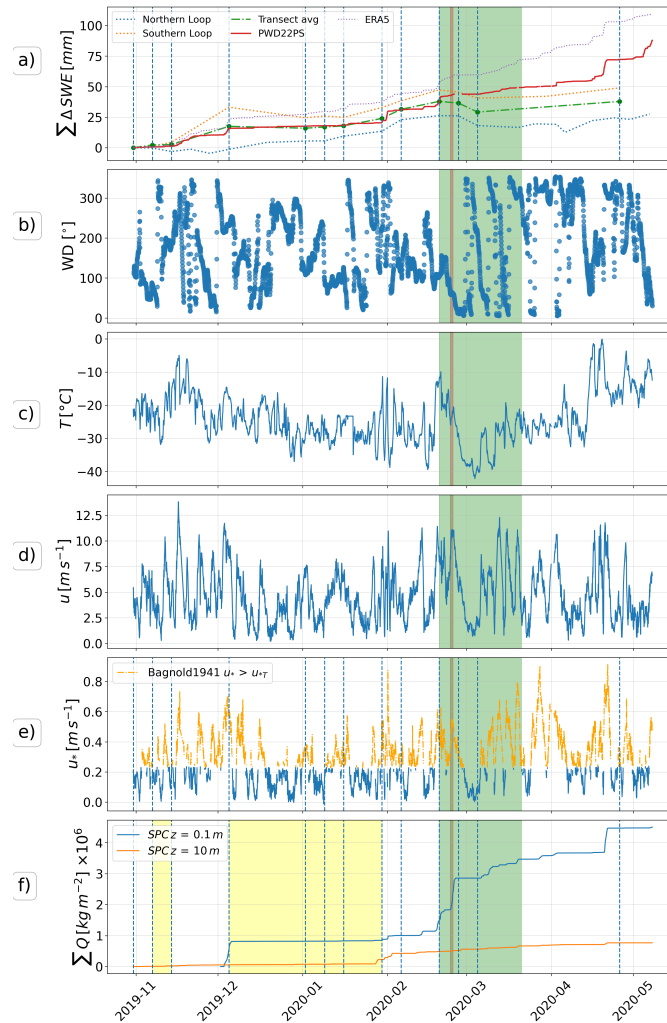 a)
∑ ΔSWE [mm]
100
75
50
25
0
Northern Loop
Southern Loop
Transect avg
PWD22PS
ERA5
b)
WD [°]
300
200
100
0
c)
T[°C]
0
−10
−20
−30
−40
d)
u [m s⁻¹]
12.5
10.0
7.5
5.0
2.5
0.0
e)
u* [m s⁻¹]
0.8
0.6
0.4
0.2
0.0
Bagnold1941 u* > u*T
f)
∑ Q [kg m⁻²] ×10⁶
4
3
2
1
0
SPC z = 0.1 m
SPC z = 10 m
2019-11
2019-12
2020-01
2020-02
2020-03
2020-04
2020-05